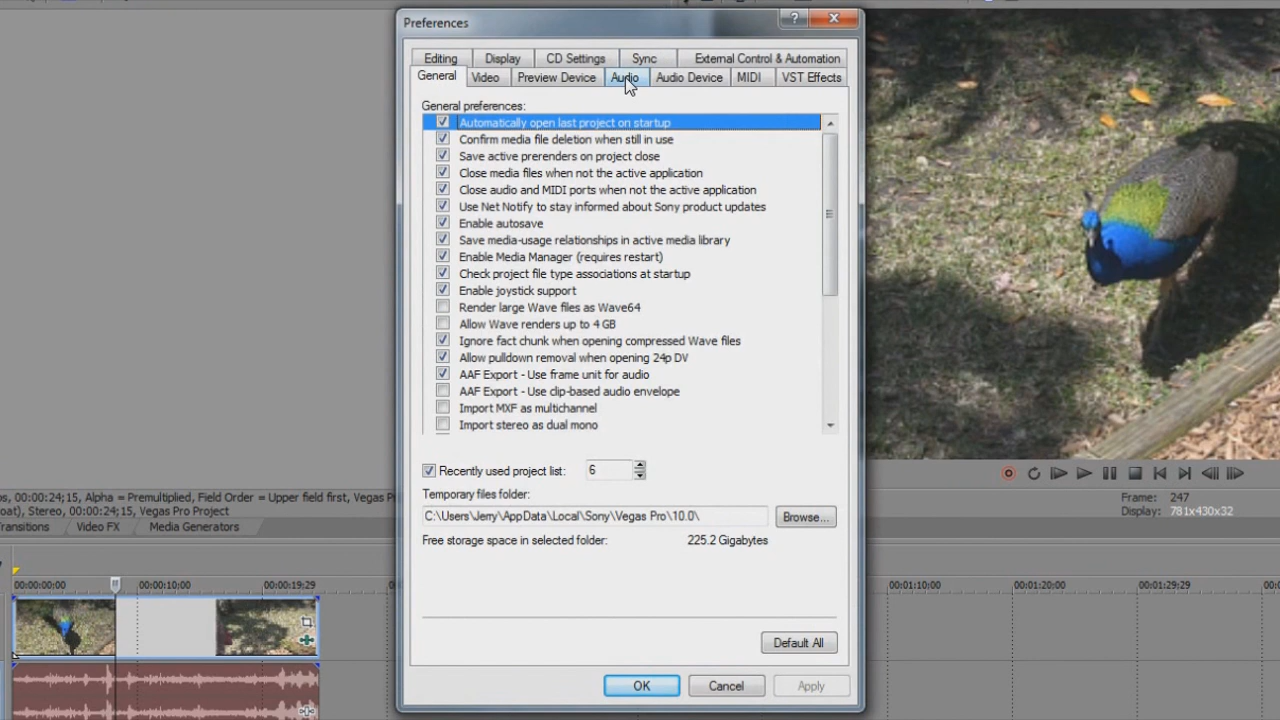 Preferences
Editing
Display
CD Settings
Sync
External Control & Automation
General
Video
Preview Device
Audio
Audio Device
MIDI
VST Effects
General preferences:
Automatically open last project on startup
Confirm media file deletion when still in use
Save active prerenders on project close
Close media files when not the active application
Close audio and MIDI ports when not the active application
Use Net Notify to stay informed about Sony product updates
Enable autosave
Save media-usage relationships in active media library
Enable Media Manager (requires restart)
Check project file type associations at startup
Enable joystick support
Render large Wave files as Wave64
Allow Wave renders up to 4 GB
Ignore fact chunk when opening compressed Wave files
Allow pulldown removal when opening 24p DV
AAF Export - Use frame unit for audio
AAF Export - Use clip-based audio envelope
Import MXF as multichannel
Import stereo as dual mono
Recently used project list: 6
Temporary files folder:
C:\Users\Jerry\AppData\Local\Sony\Vegas Pro\10.0\
Browse...
Free storage space in selected folder: 225.2 Gigabytes
Default All
OK
Cancel
Apply
os, 00:00:24;15, Alpha = Premultiplied, Field Order = Upper field first, Vegas P
oat), Stereo, 00:00:24;15, Vegas Pro Project
ransitions
Video FX
Media Generators
Frame: 247
Display: 781x430x32
00:00:00;00
00:00:10;00
00:00:19;29
00:01:10;00
00:01:20;00
00:01:29;29
00:0